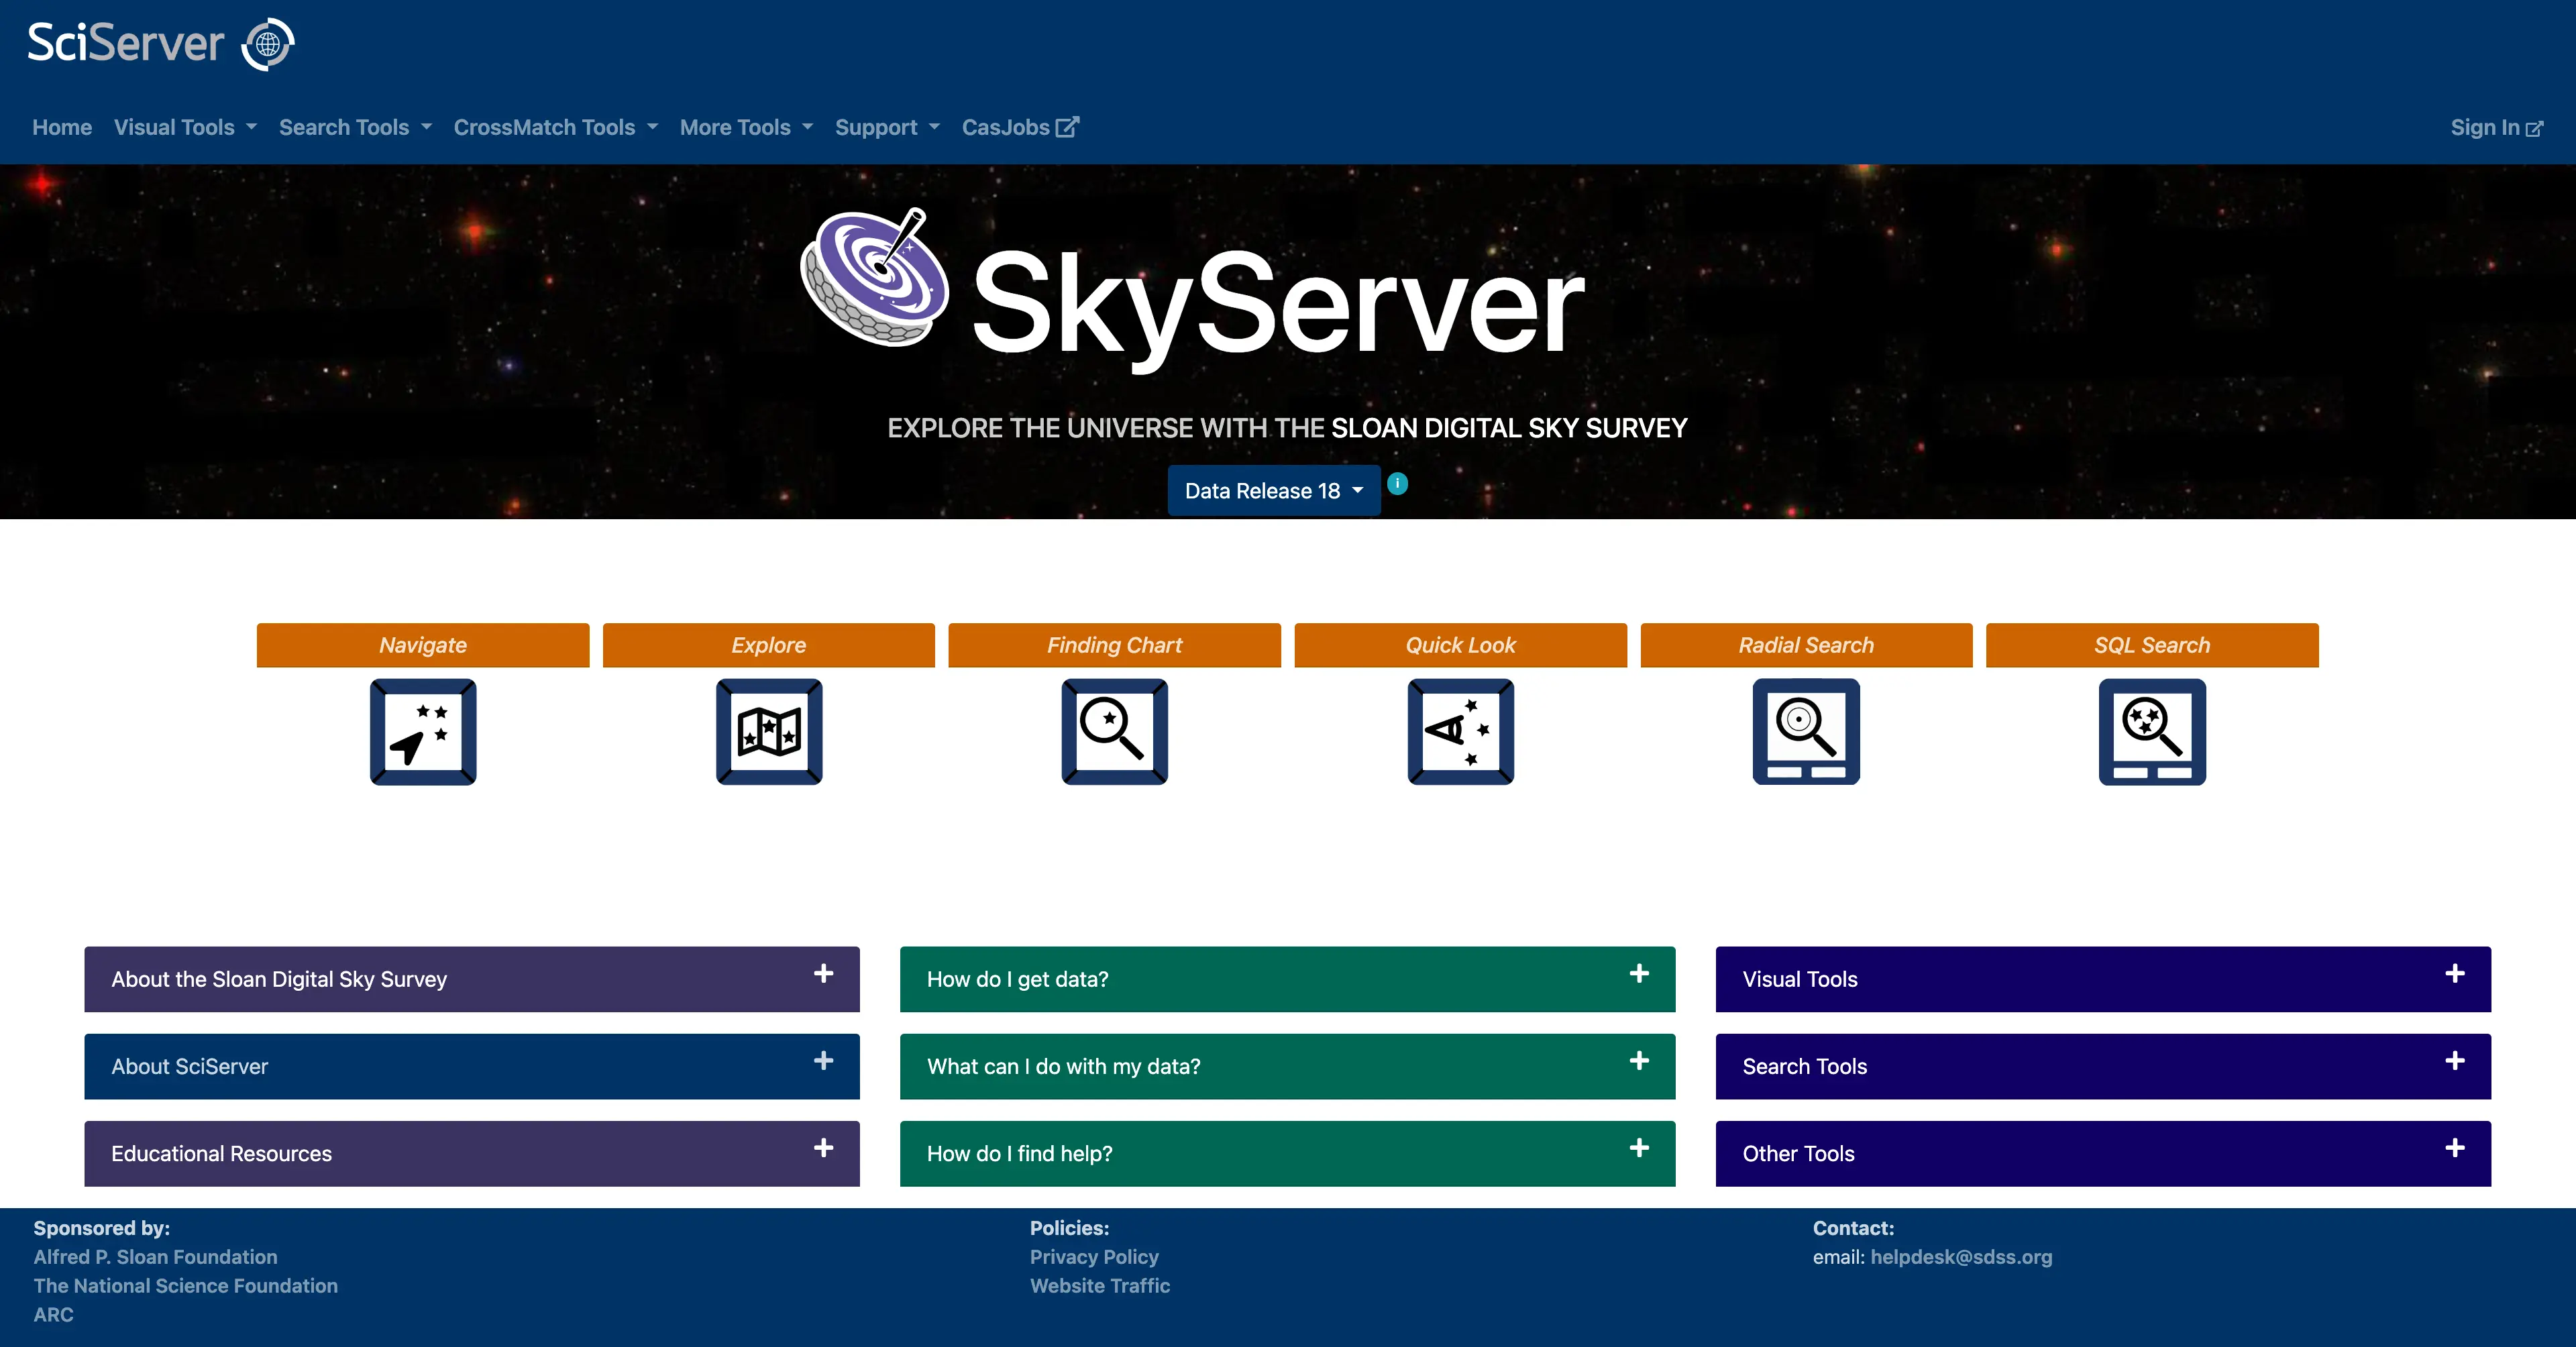 SciServer
Home Visual Tools Search Tools CrossMatch Tools More Tools Support CasJobs Sign In
SkyServer
EXPLORE THE UNIVERSE WITH THE SLOAN DIGITAL SKY SURVEY
Data Release 18 i
Navigate Explore Finding Chart Quick Look Radial Search SQL Search
About the Sloan Digital Sky Survey + How do I get data? + Visual Tools +
About SciServer + What can I do with my data? + Search Tools +
Educational Resources + How do I find help? + Other Tools +
Sponsored by:
Alfred P. Sloan Foundation
The National Science Foundation
ARC
Policies:
Privacy Policy
Website Traffic
Contact:
email: helpdesk@sdss.org